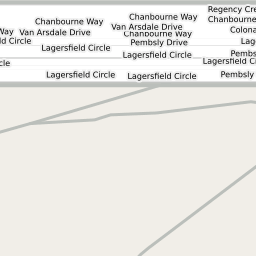 Regency Cre
Chanbourne Way
Chanbourne Way
Chanbourne
Way
Van Arsdale Drive
Van Arsdale Drive
Colona
Chanbourne Way
ld Circle
Pembsly Drive
Lag
Lagersfield Circle
Lagersfield Circle
Pembs
cle
Lagersfield Ci
Lagersfield Circle
Lagersfield Circle
Pembsly